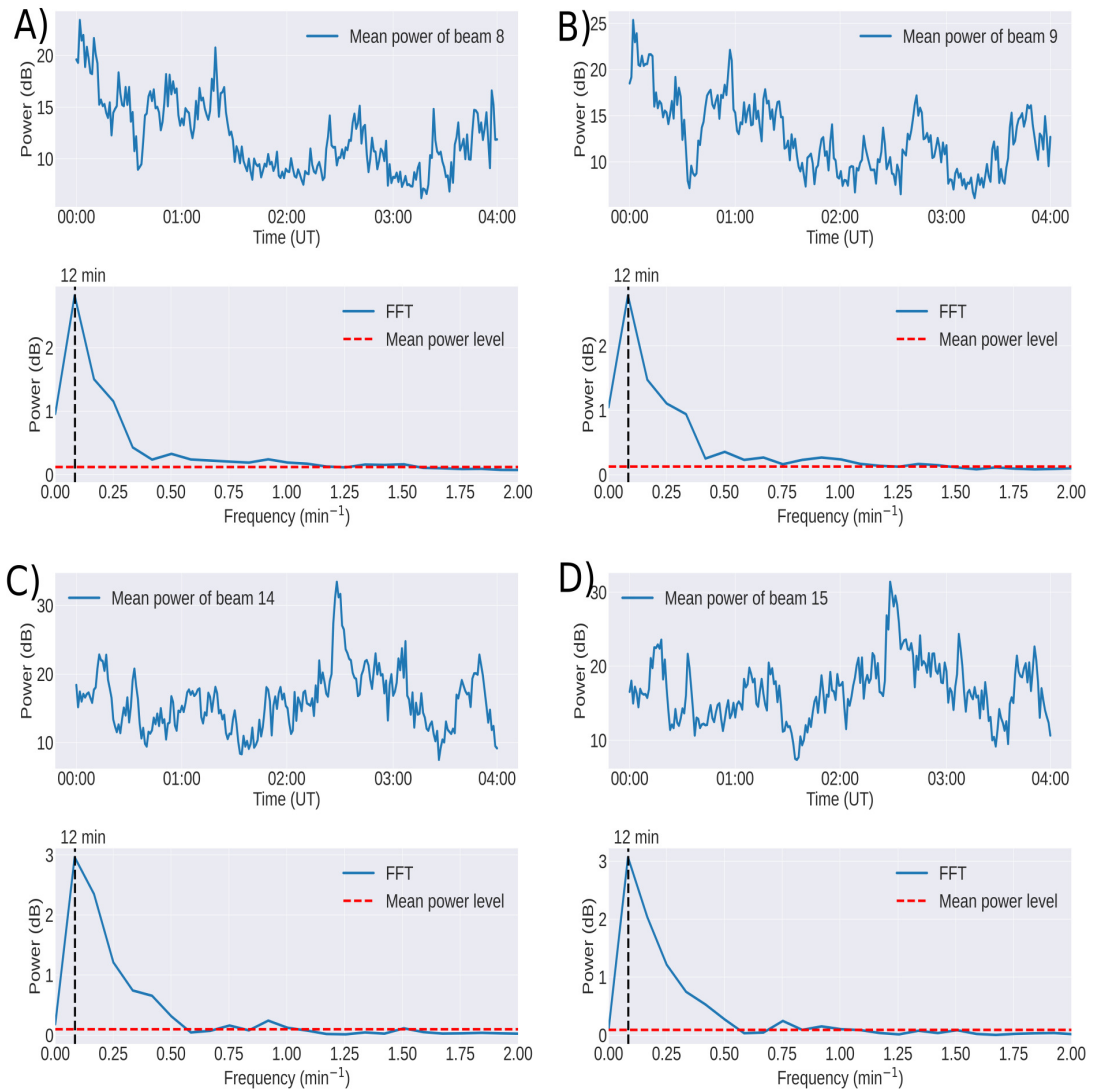 A)
Mean power of beam 8
Power (dB)
20
15
10
00:00 01:00 02:00 03:00 04:00
Time (UT)
12 min
FFT
Mean power level
Power (dB)
2
1
0
0.00 0.25 0.50 0.75 1.00 1.25 1.50 1.75 2.00
Frequency (min⁻¹)
B)
Mean power of beam 9
Power (dB)
25
20
15
10
00:00 01:00 02:00 03:00 04:00
Time (UT)
12 min
FFT
Mean power level
Power (dB)
2
1
0
0.00 0.25 0.50 0.75 1.00 1.25 1.50 1.75 2.00
Frequency (min⁻¹)
C)
Mean power of beam 14
Power (dB)
30
20
10
00:00 01:00 02:00 03:00 04:00
Time (UT)
12 min
FFT
Mean power level
Power (dB)
3
2
1
0
0.00 0.25 0.50 0.75 1.00 1.25 1.50 1.75 2.00
Frequency (min⁻¹)
D)
Mean power of beam 15
Power (dB)
30
20
10
00:00 01:00 02:00 03:00 04:00
Time (UT)
12 min
FFT
Mean power level
Power (dB)
3
2
1
0
0.00 0.25 0.50 0.75 1.00 1.25 1.50 1.75 2.00
Frequency (min⁻¹)